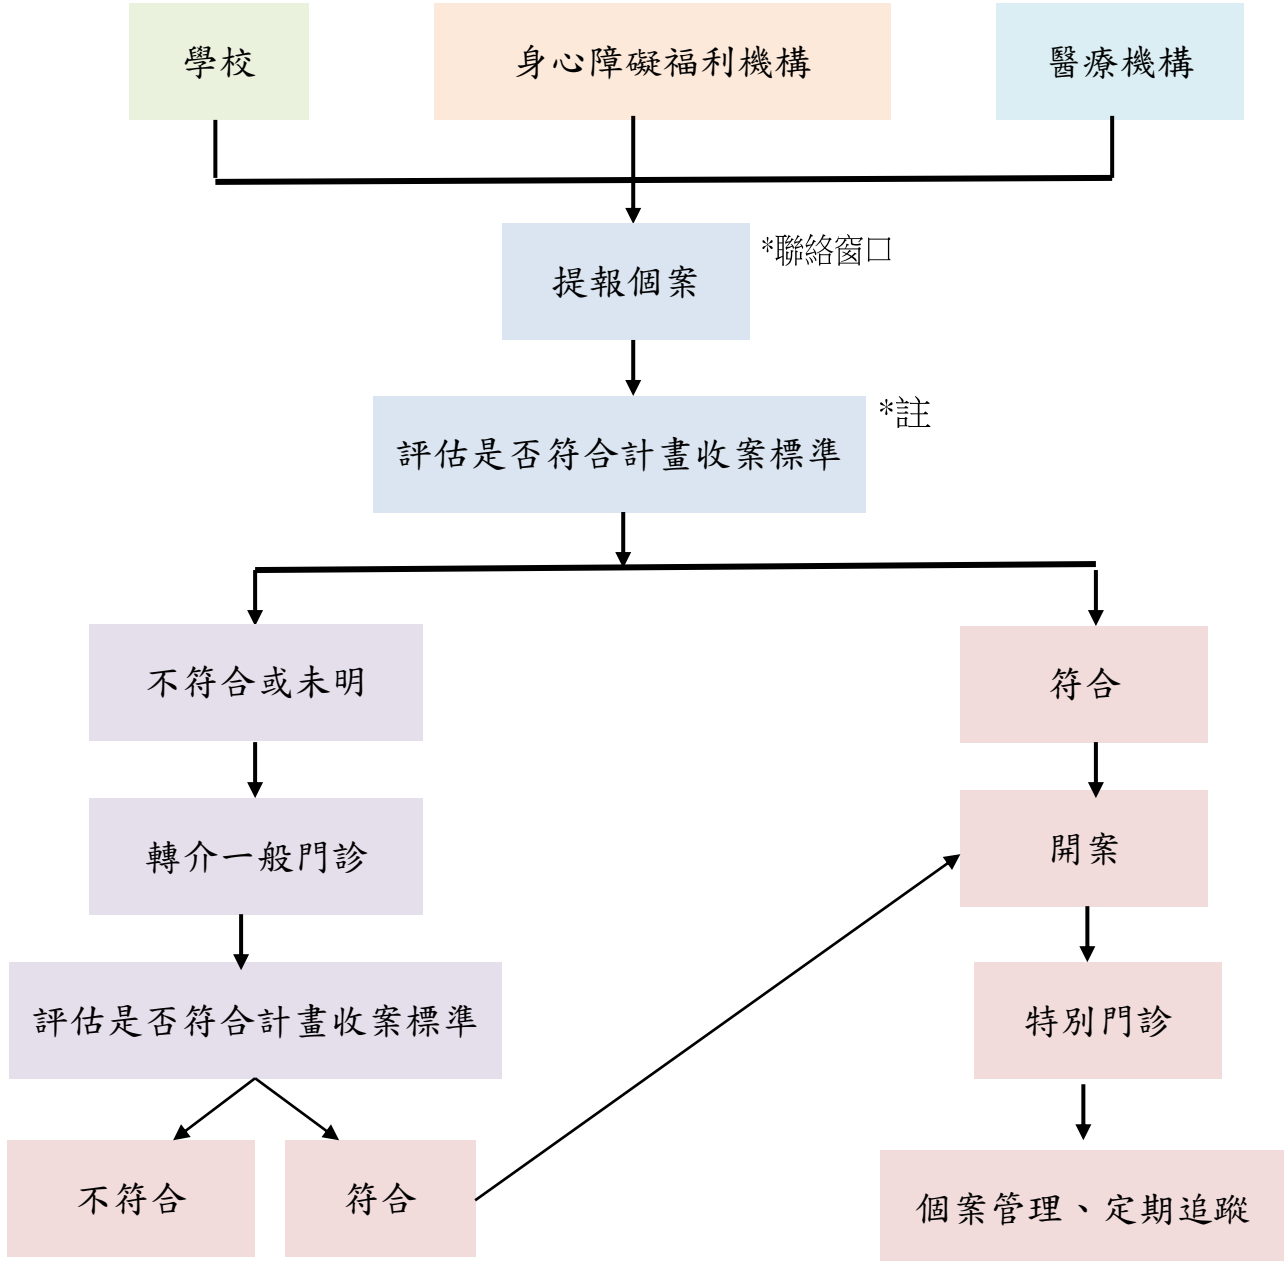 學校
身心障礙福利機構
醫療機構
提報個案
*聯絡窗口
評估是否符合計畫收案標準
*註
不符合或未明
符合
轉介一般門診
開案
評估是否符合計畫收案標準
特別門診
不符合
符合
個案管理、定期追蹤